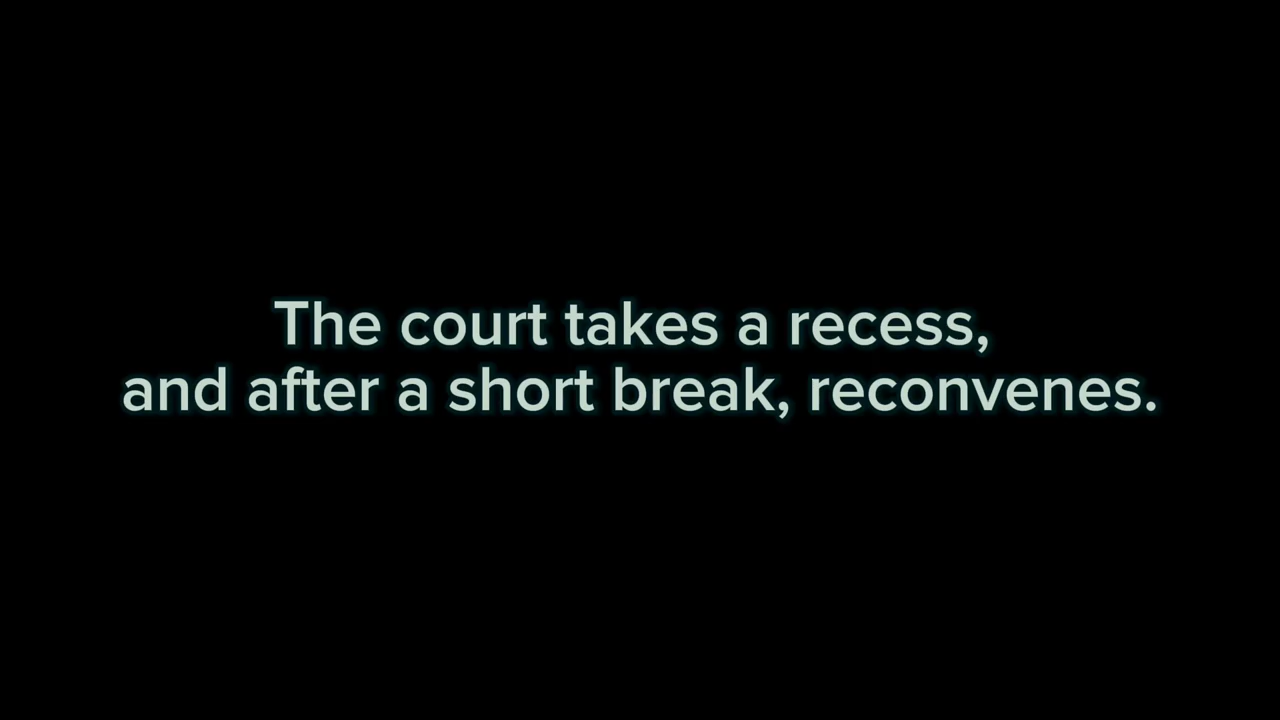 The court takes a recess,
and after a short break, reconvenes.